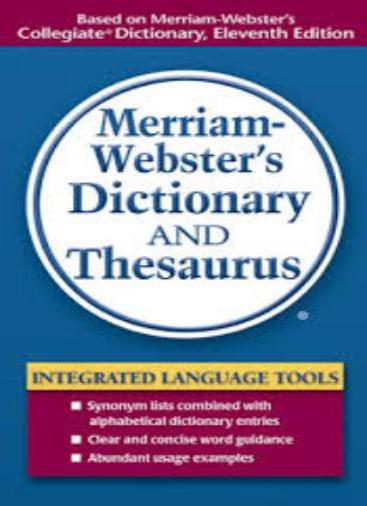 Based on Merriam-Webster's
Collegiate® Dictionary, Eleventh Edition
Merriam-
Webster's
Dictionary
AND
Thesaurus
®
INTEGRATED LANGUAGE TOOLS
■ Synonym lists combined with
alphabetical dictionary entries
■ Clear and concise word guidance
■ Abundant usage examples